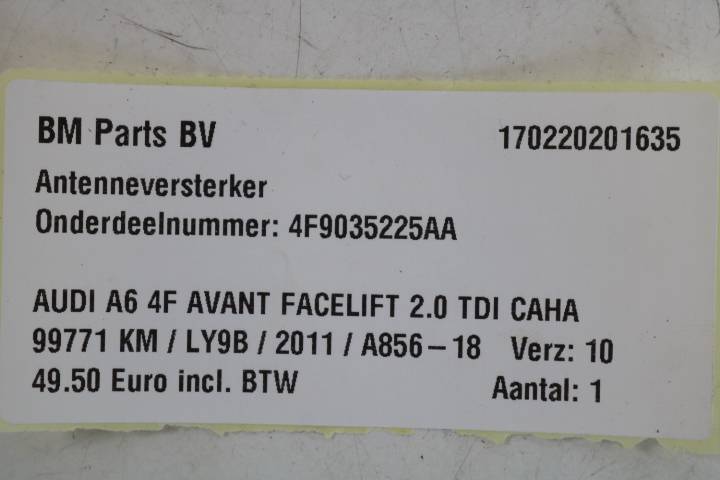 BM Parts BV 170220201635
Antenneversterker
Onderdeelnummer: 4F9035225AA
AUDI A6 4F AVANT FACELIFT 2.0 TDI CAHA
99771 KM / LY9B / 2011 / A856-18 Verz: 10
49.50 Euro incl. BTW Aantal: 1